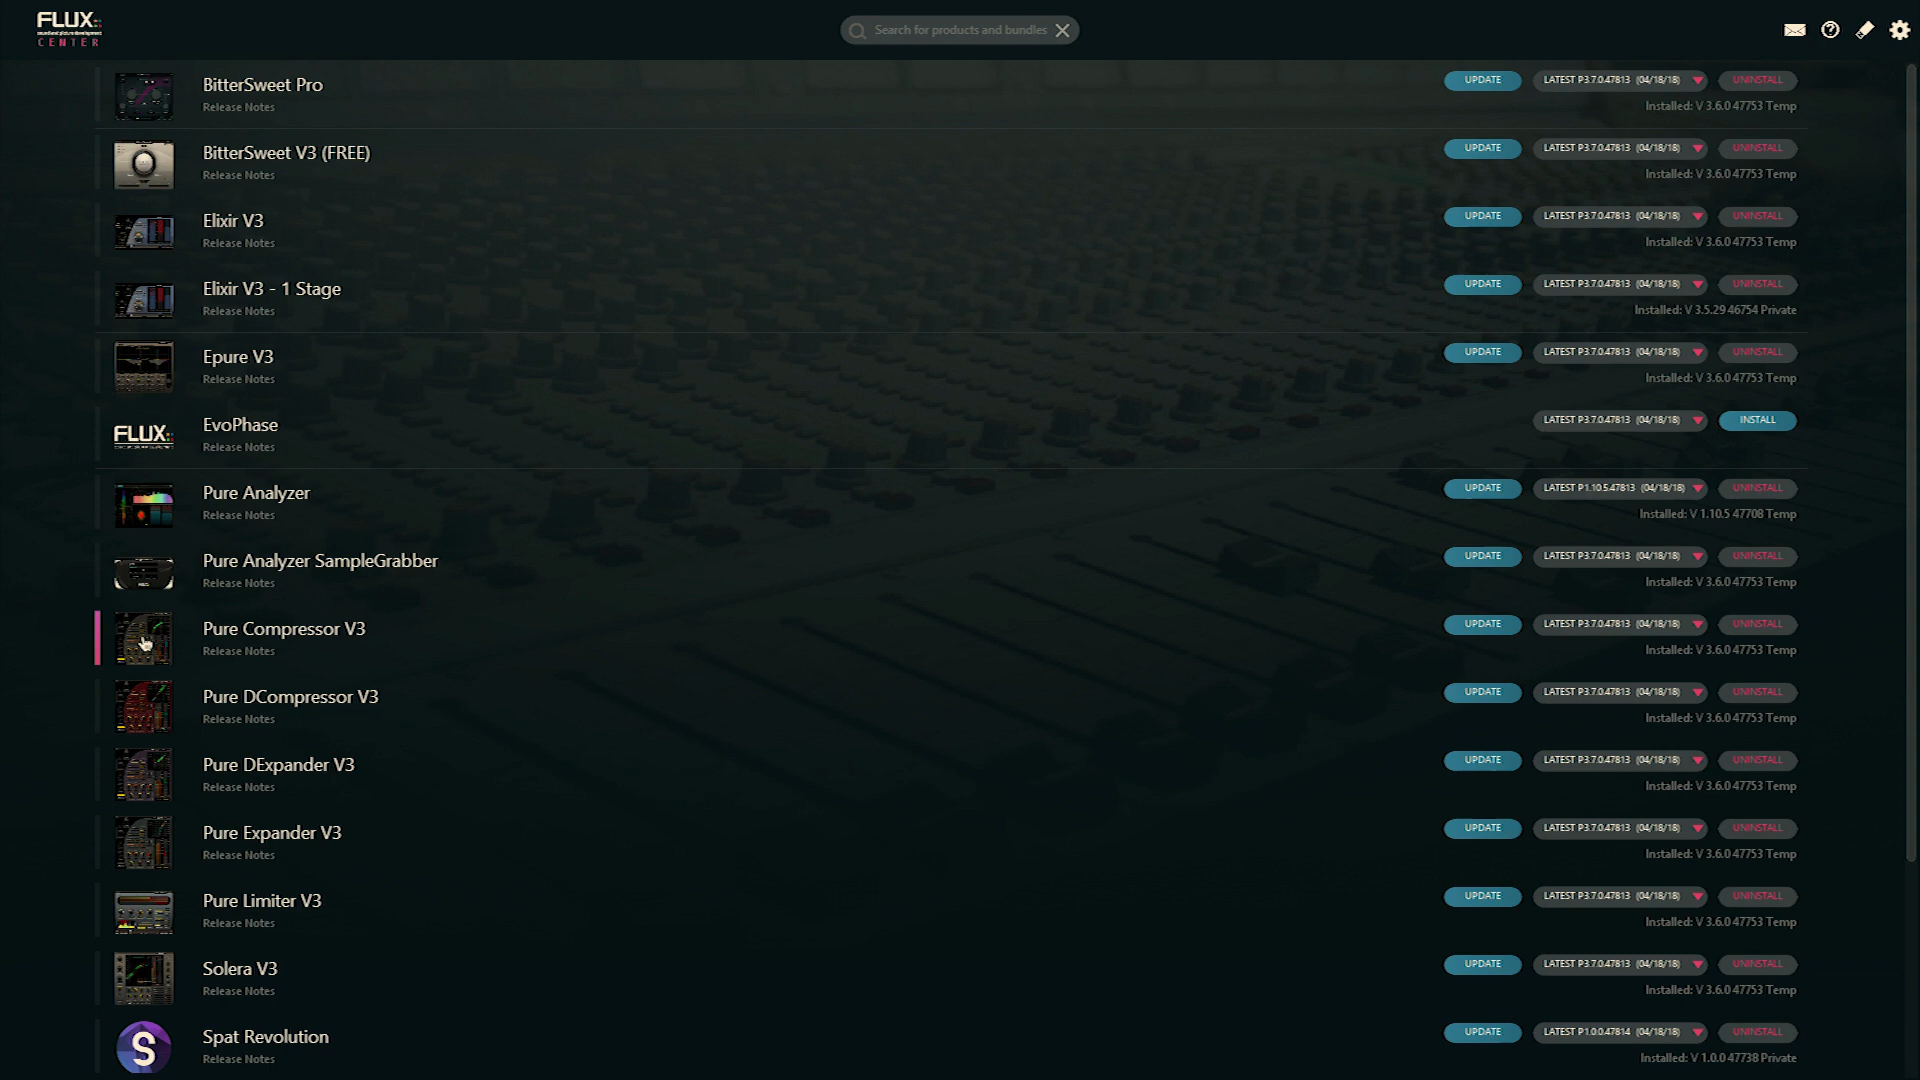 FLUX::
sound and picture development
CENTER
Search for products and bundles
BitterSweet Pro
Release Notes
UPDATE
LATEST P3.7.0.47813 (04/18/18)
UNINSTALL
Installed: V 3.6.0 47753 Temp
BitterSweet V3 (FREE)
Release Notes
UPDATE
LATEST P3.7.0.47813 (04/18/18)
UNINSTALL
Installed: V 3.6.0 47753 Temp
Elixir V3
Release Notes
UPDATE
LATEST P3.7.0.47813 (04/18/18)
UNINSTALL
Installed: V 3.6.0 47753 Temp
Elixir V3 - 1 Stage
Release Notes
UPDATE
LATEST P3.7.0.47813 (04/18/18)
UNINSTALL
Installed: V 3.5.29 46754 Private
Epure V3
Release Notes
UPDATE
LATEST P3.7.0.47813 (04/18/18)
UNINSTALL
Installed: V 3.6.0 47753 Temp
FLUX::
EvoPhase
Release Notes
LATEST P3.7.0.47813 (04/18/18)
INSTALL
Pure Analyzer
Release Notes
UPDATE
LATEST P1.10.5.47813 (04/18/18)
UNINSTALL
Installed: V 1.10.5 47708 Temp
Pure Analyzer SampleGrabber
Release Notes
UPDATE
LATEST P3.7.0.47813 (04/18/18)
UNINSTALL
Installed: V 3.6.0 47753 Temp
Pure Compressor V3
Release Notes
UPDATE
LATEST P3.7.0.47813 (04/18/18)
UNINSTALL
Installed: V 3.6.0 47753 Temp
Pure DCompressor V3
Release Notes
UPDATE
LATEST P3.7.0.47813 (04/18/18)
UNINSTALL
Installed: V 3.6.0 47753 Temp
Pure DExpander V3
Release Notes
UPDATE
LATEST P3.7.0.47813 (04/18/18)
UNINSTALL
Installed: V 3.6.0 47753 Temp
Pure Expander V3
Release Notes
UPDATE
LATEST P3.7.0.47813 (04/18/18)
UNINSTALL
Installed: V 3.6.0 47753 Temp
Pure Limiter V3
Release Notes
UPDATE
LATEST P3.7.0.47813 (04/18/18)
UNINSTALL
Installed: V 3.6.0 47753 Temp
Solera V3
Release Notes
UPDATE
LATEST P3.7.0.47813 (04/18/18)
UNINSTALL
Installed: V 3.6.0 47753 Temp
S
Spat Revolution
Release Notes
UPDATE
LATEST P1.0.0.47814 (04/18/18)
UNINSTALL
Installed: V 1.0.0 47738 Private